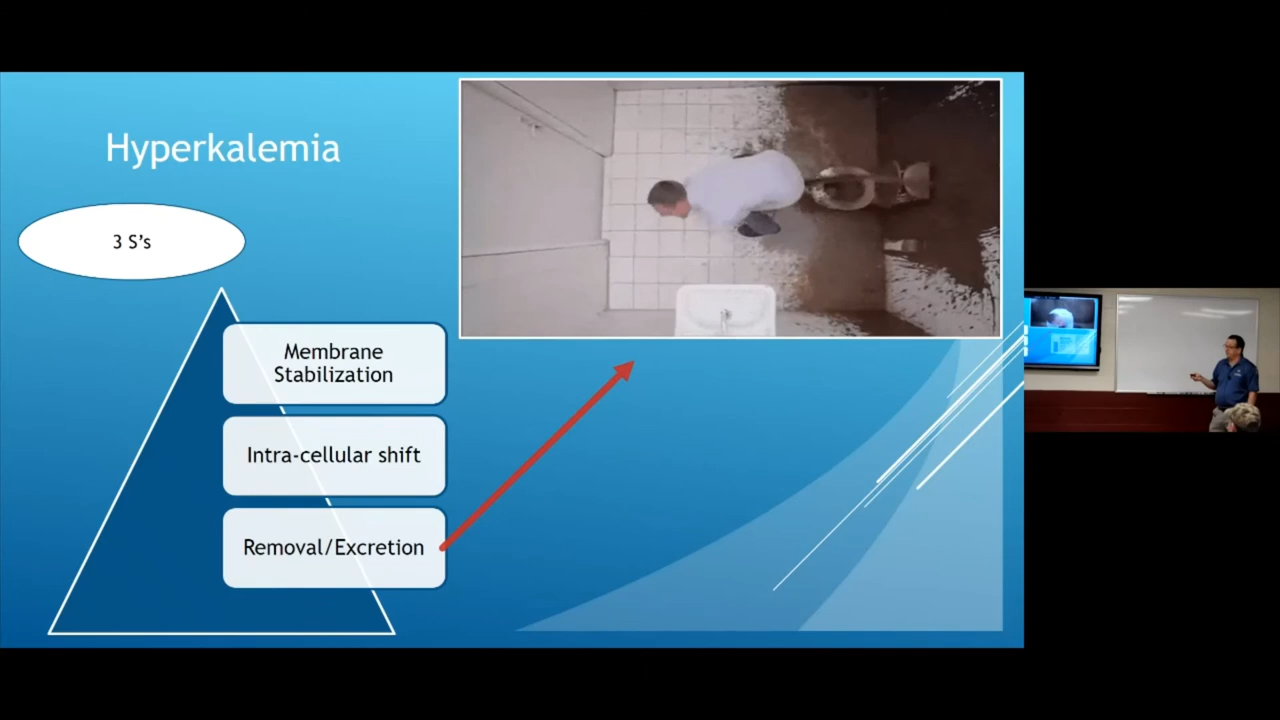 Hyperkalemia
3 S's
Membrane
Stabilization
Intra-cellular shift
Removal/Excretion